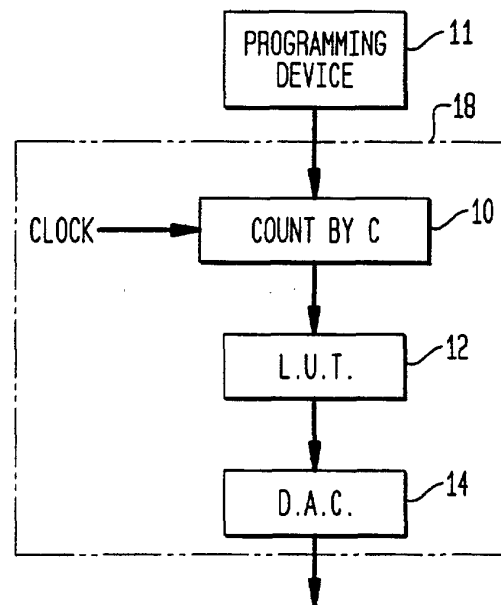 PROGRAMMING
DEVICE
11
18
CLOCK
COUNT BY C
10
L.U.T.
12
D.A.C.
14